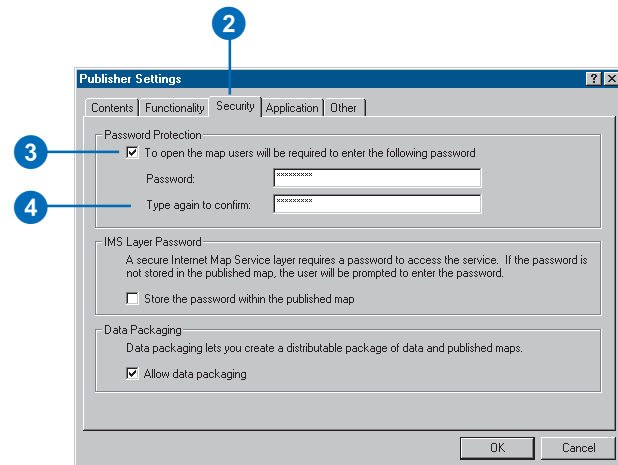 2
Publisher Settings
? ×
Contents Functionality Security Application Other
Password Protection
3
To open the map users will be required to enter the following password
Password: ×××××××××
4
Type again to confirm: ×××××××××
IMS Layer Password
A secure Internet Map Service layer requires a password to access the service. If the password is
not stored in the published map, the user will be prompted to enter the password.
Store the password within the published map
Data Packaging
Data packaging lets you create a distributable package of data and published maps.
Allow data packaging
OK Cancel